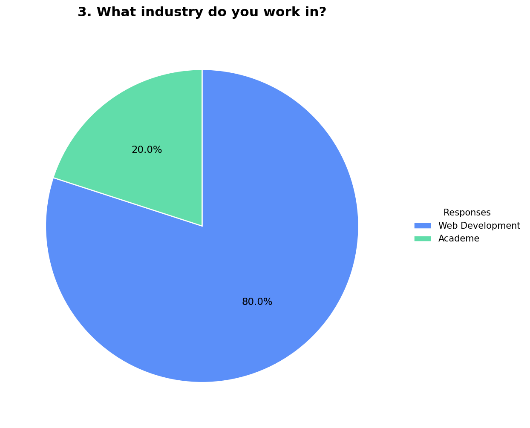 3. What industry do you work in?
20.0%
80.0%
Responses
Web Development
Academe